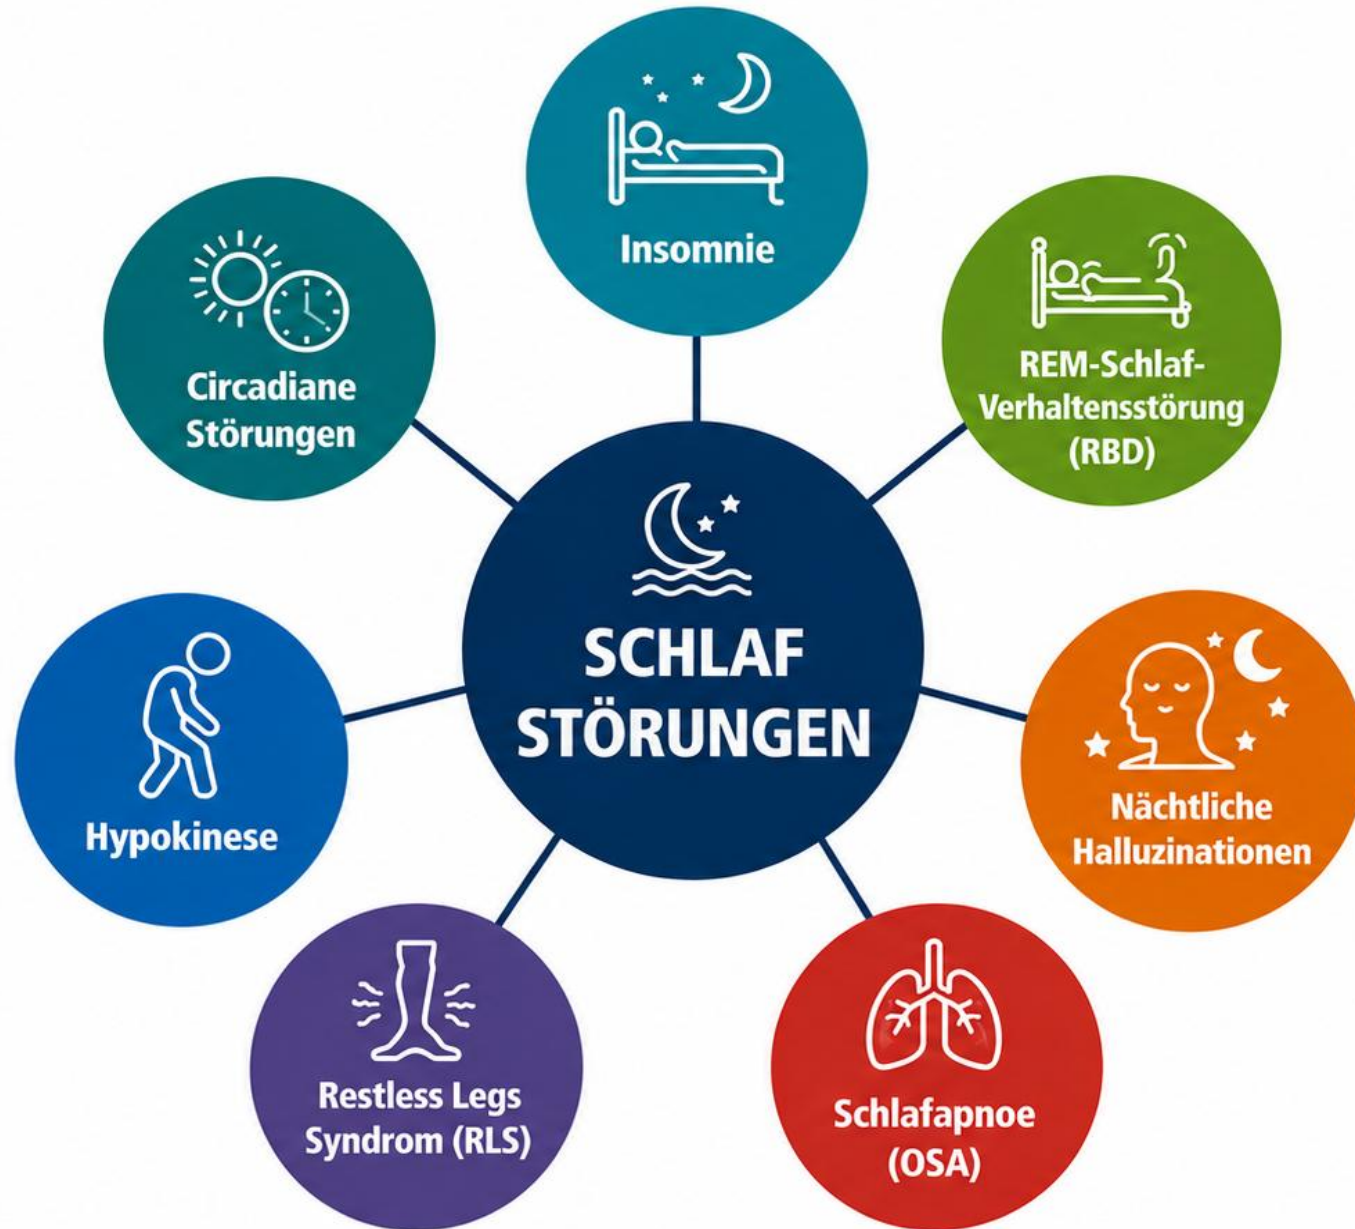 Insomnie
Circadiane
Störungen
REM-Schlaf-
Verhaltensstörung
(RBD)
SCHLAF
STÖRUNGEN
Hypokinese
Nächtliche
Halluzinationen
Restless Legs
Syndrom (RLS)
Schlafapnoe
(OSA)